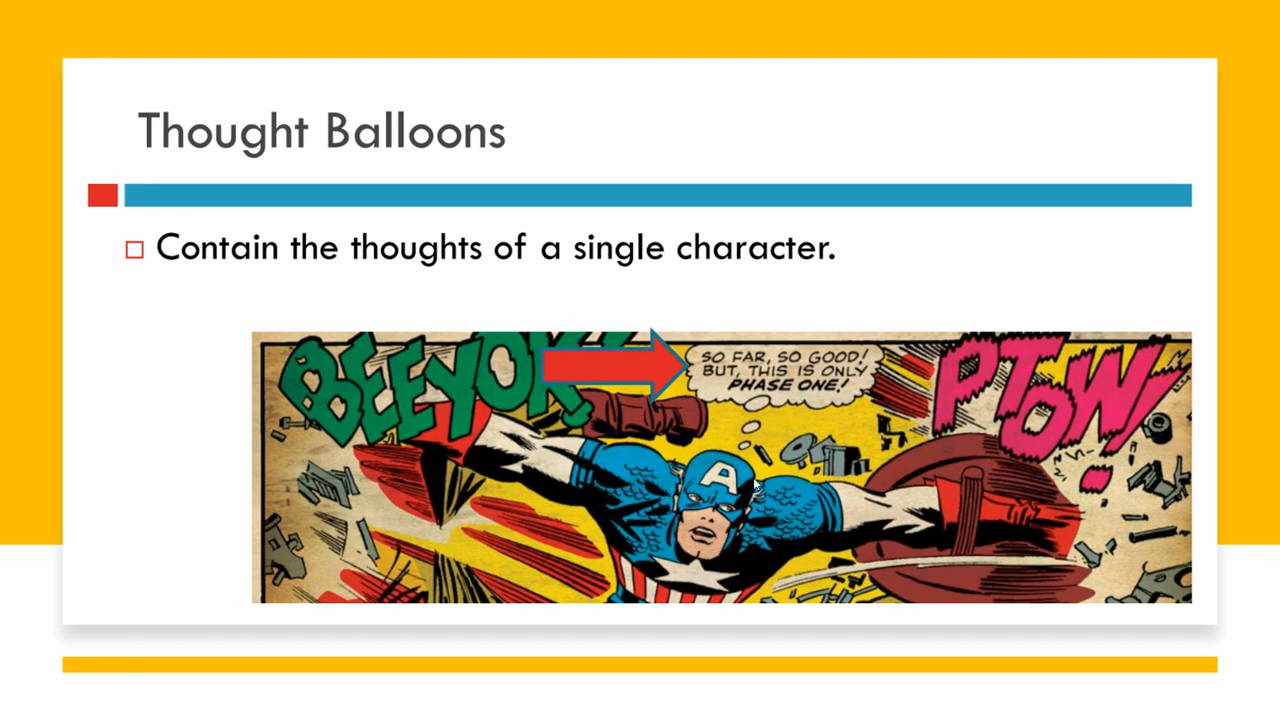 Thought Balloons
Contain the thoughts of a single character.
BEEYOK
SO FAR, SO GOOD!
BUT, THIS IS ONLY
PHASE ONE!
PTOW!
A